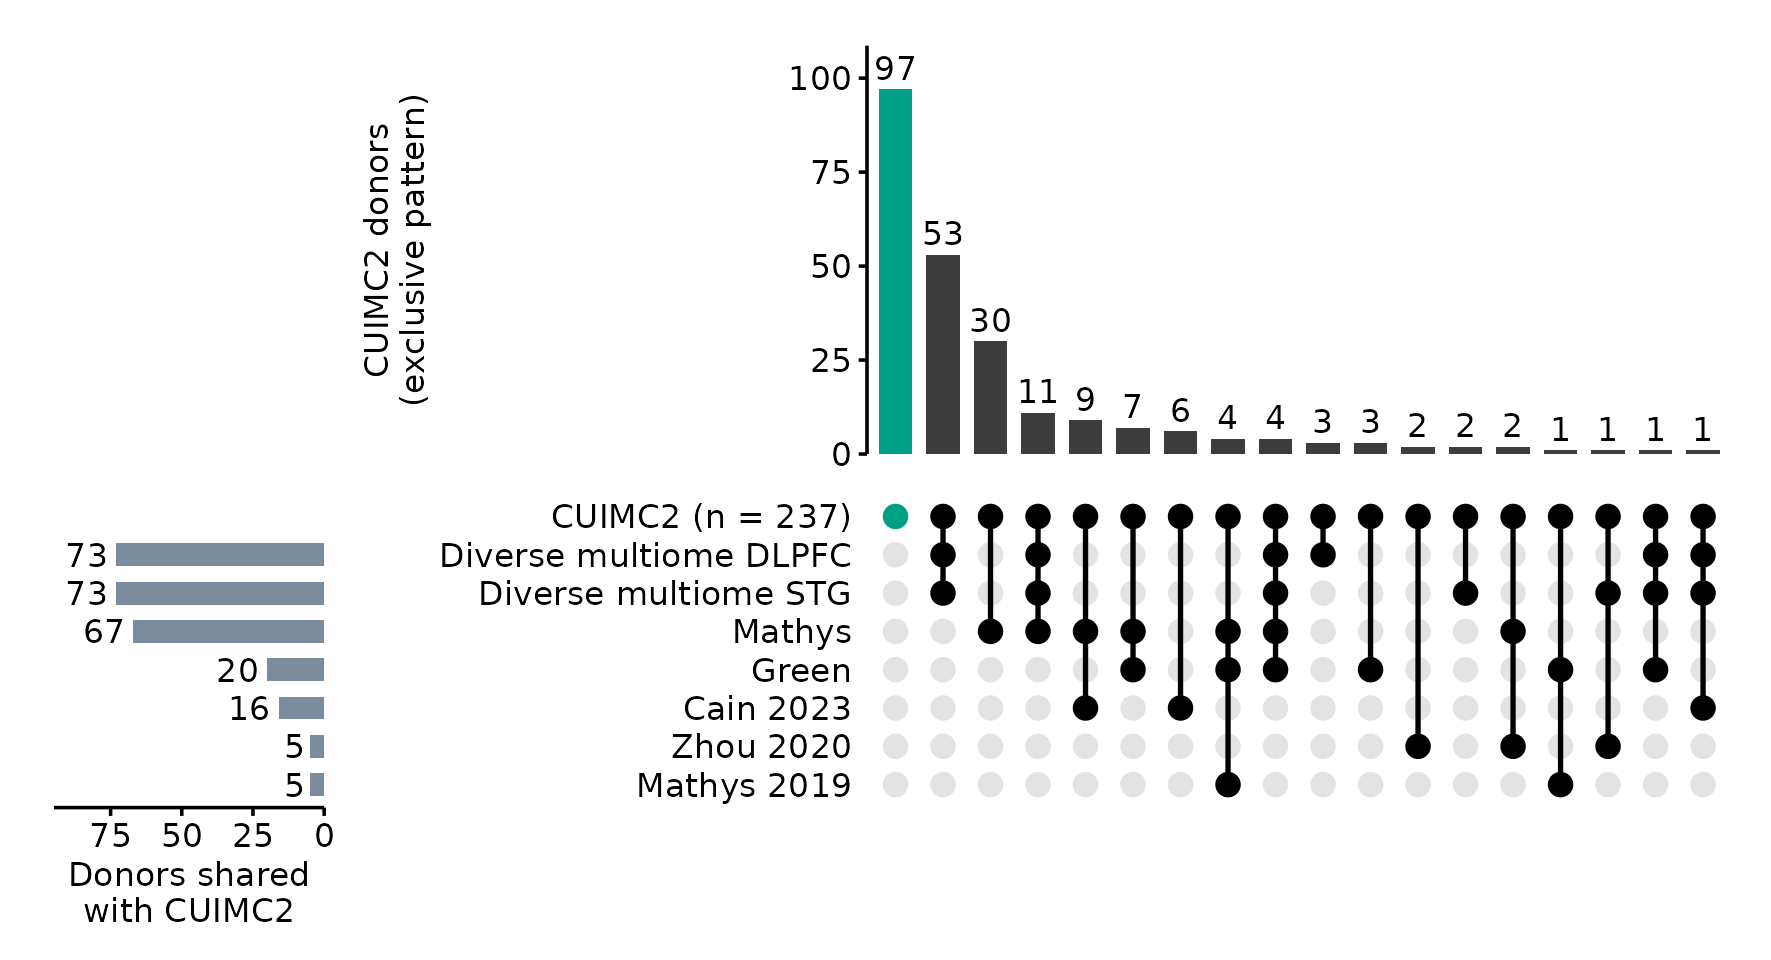 CUIMC2 donors
(exclusive pattern)
100
75
50
25
0
97
53
30
11
9
7
6
4
4
3
3
2
2
2
1
1
1
1
CUIMC2 (n = 237)
Diverse multiome DLPFC
Diverse multiome STG
Mathys
Green
Cain 2023
Zhou 2020
Mathys 2019
73
73
67
20
16
5
5
75 50 25 0
Donors shared
with CUIMC2